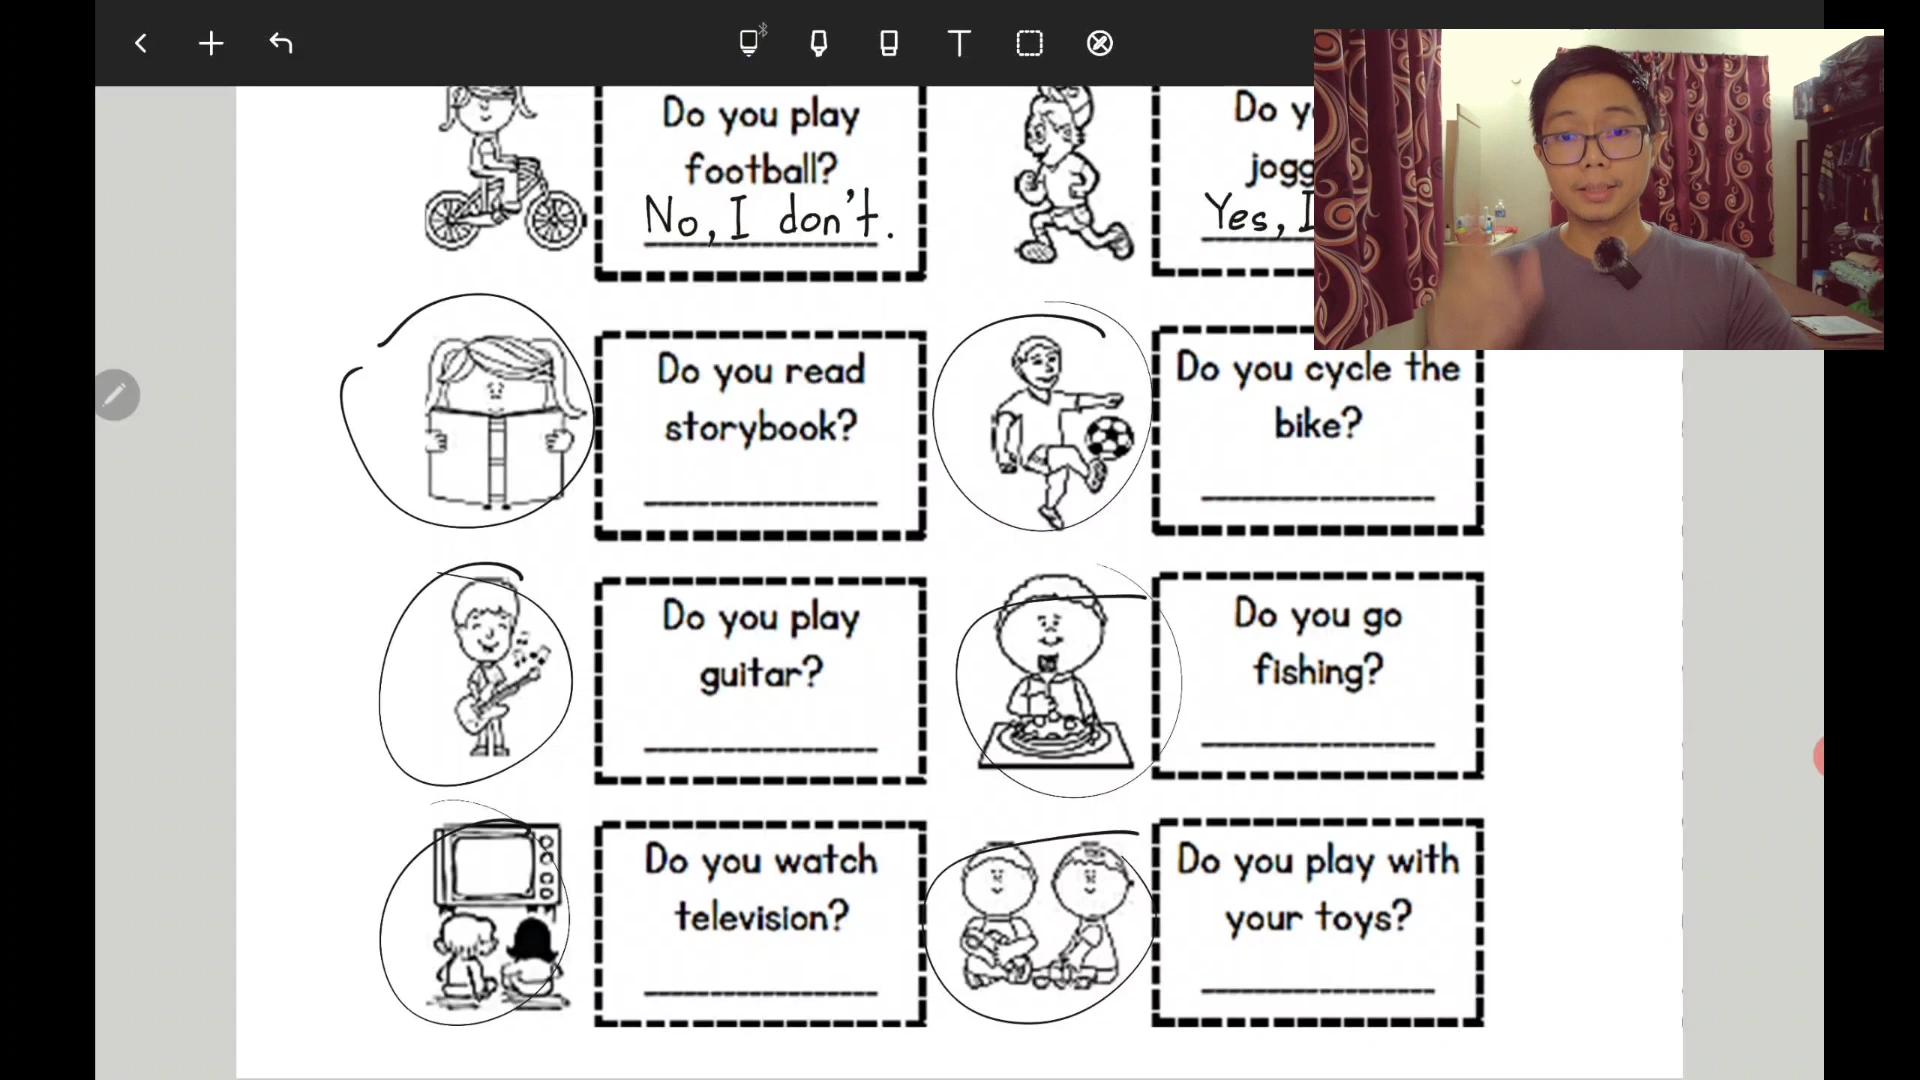 Do you play
football?
No, I don't.
Do y
jogg
Yes, I
Do you read
storybook?
Do you cycle the
bike?
Do you play
guitar?
Do you go
fishing?
Do you watch
television?
Do you play with
your toys?